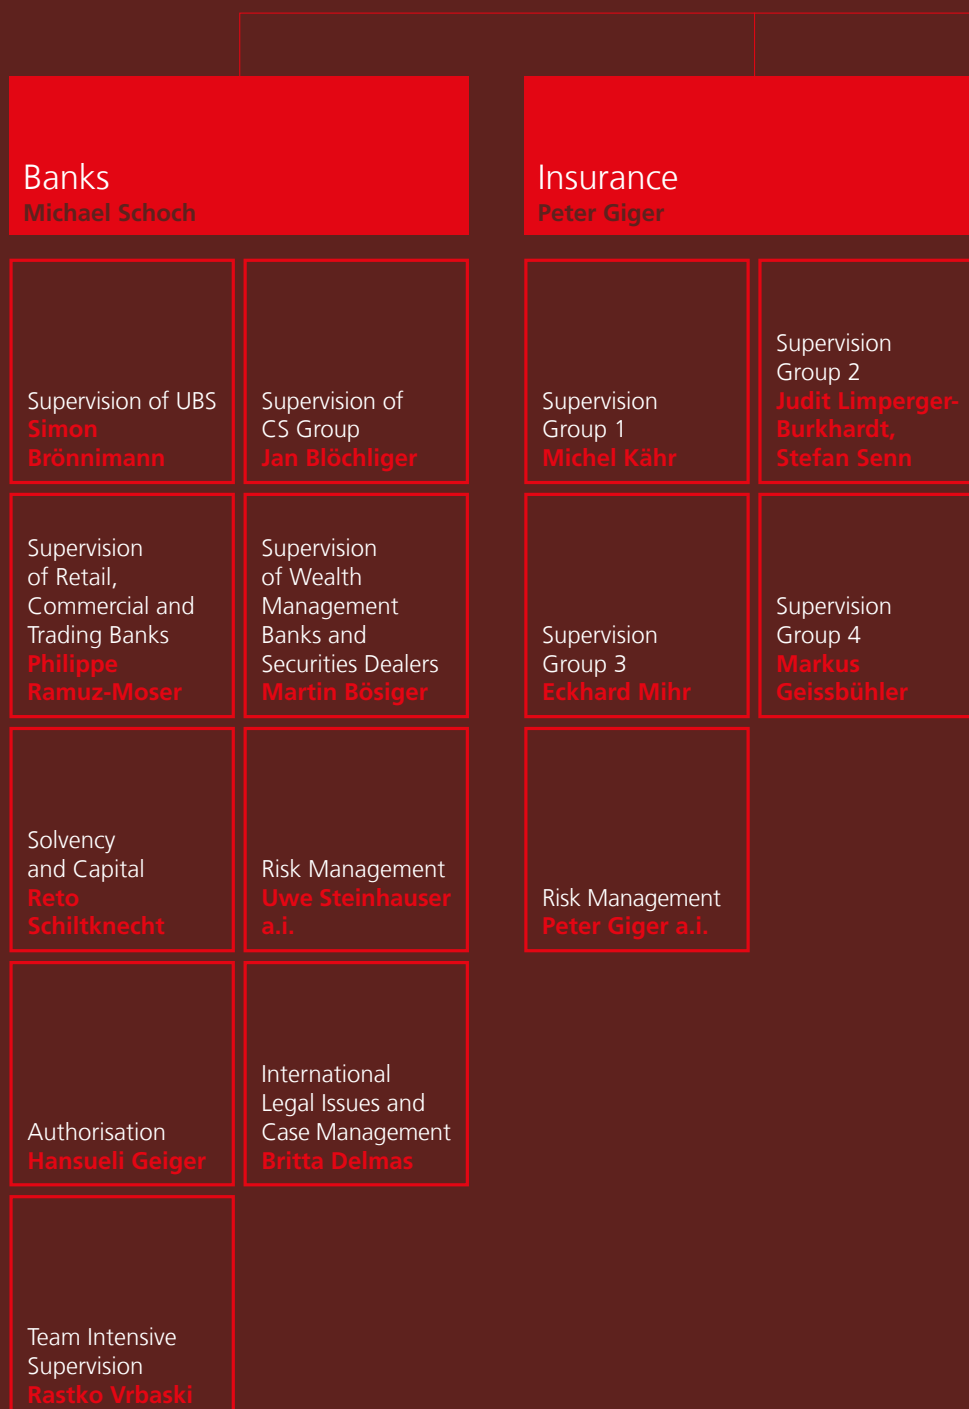 Banks
Michael Schoch
Supervision of UBS
Simon
Brönnimann
Supervision of
CS Group
Jan Blöchliger
Supervision
of Retail,
Commercial and
Trading Banks
Philippe
Ramuz-Moser
Supervision
of Wealth
Management
Banks and
Securities Dealers
Martin Bösiger
Solvency
and Capital
Reto
Schiltknecht
Risk Management
Uwe Steinhauser
a.i.
Authorisation
Hansueli Geiger
International
Legal Issues and
Case Management
Britta Delmas
Team Intensive
Supervision
Rastko Vrbaski
Insurance
Peter Giger
Supervision
Group 1
Michel Kähr
Supervision
Group 2
Judit Limperger-
Burkhardt,
Stefan Senn
Supervision
Group 3
Eckhard Mihr
Supervision
Group 4
Markus
Geissbühler
Risk Management
Peter Giger a.i.